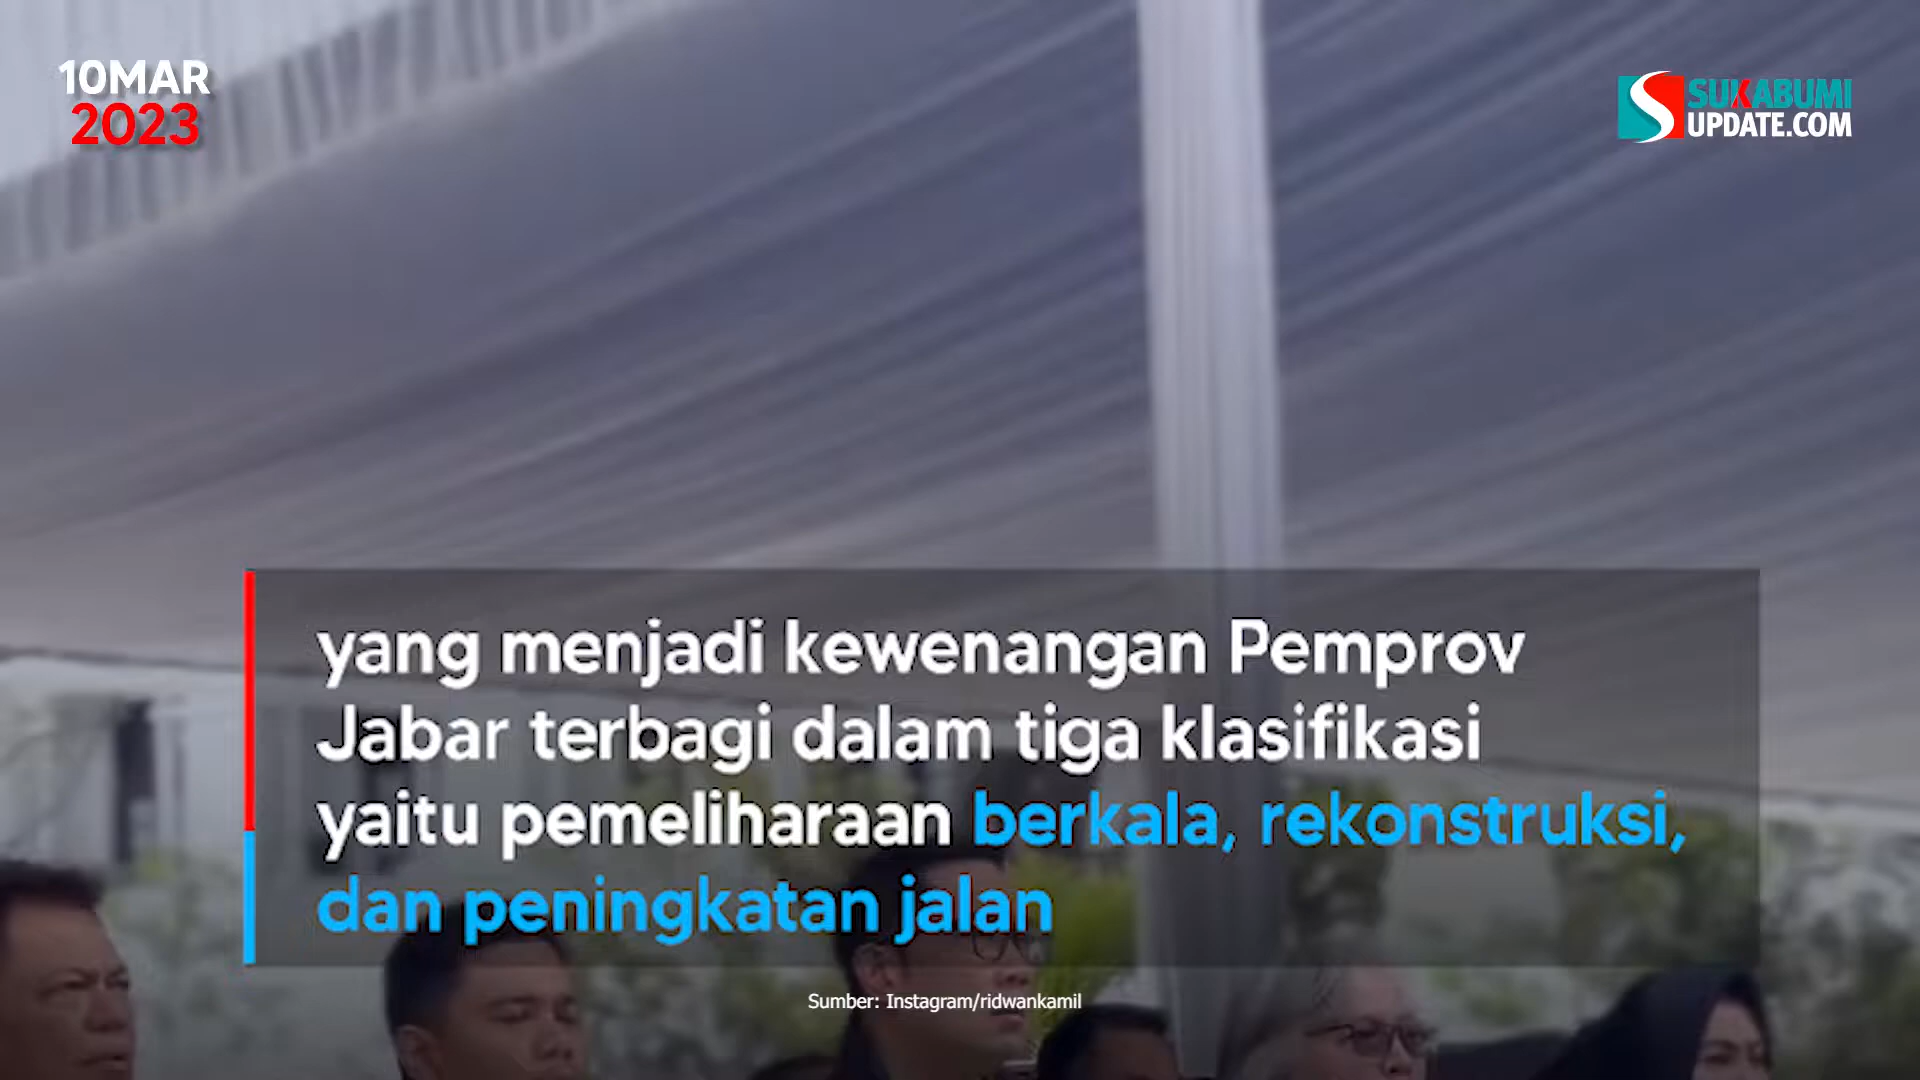 10MAR
2023
SUKABUMI
UPDATE.COM
yang menjadi kewenangan Pemprov
Jabar terbagi dalam tiga klasifikasi
yaitu pemeliharaan berkala, rekonstruksi,
dan peningkatan jalan
Sumber: Instagram/ridwankamil